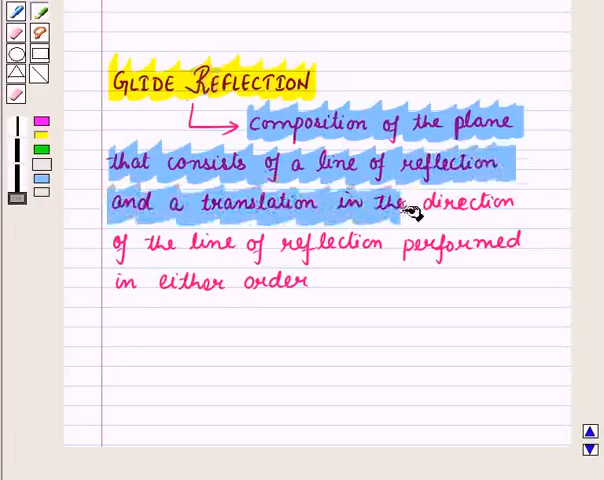 GLIDE REFLECTION
composition of the plane
that consists of a line of reflection
and a translation in the direction
of the line of reflection performed
in either order